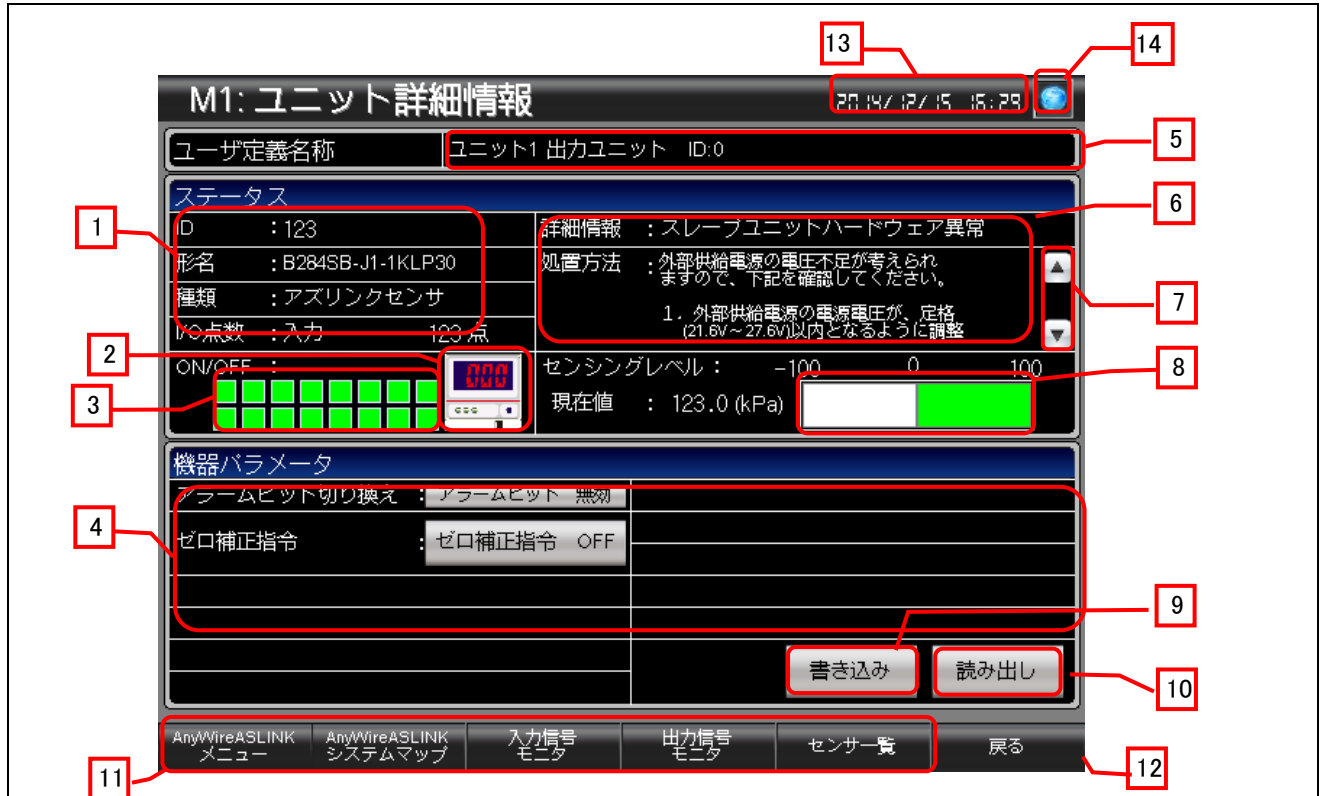 13
14
M1: ユニット詳細情報
2014/12/15 15:29
ユーザ定義名称
ユニット1 出力ユニット ID:0
5
ステータス
6
1
ID :123
詳細情報 :スレーブユニットハードウェア異常
形名 :B284SB-J1-1KLP30
処置方法 :外部供給電源の電圧不足が考えられ
ますので、下記を確認してください。
種類 :アズリンクセンサ
7
1．外部供給電源の電源電圧が、定格
(21.6V～27.6V)以内となるように調整
I/O点数 :入力 123 点
2
ON/OFF :
000
センシングレベル： -100 0 100
8
3
現在値 : 123.0 (kPa)
機器パラメータ
アラームビット切り換え : アラームビット 無効
4
ゼロ補正指令 : ゼロ補正指令 OFF
9
書き込み
読み出し
10
AnyWireASLINK
メニュー
AnyWireASLINK
システムマップ
入力信号
モニタ
出力信号
モニタ
センサ一覧
戻る
11
12